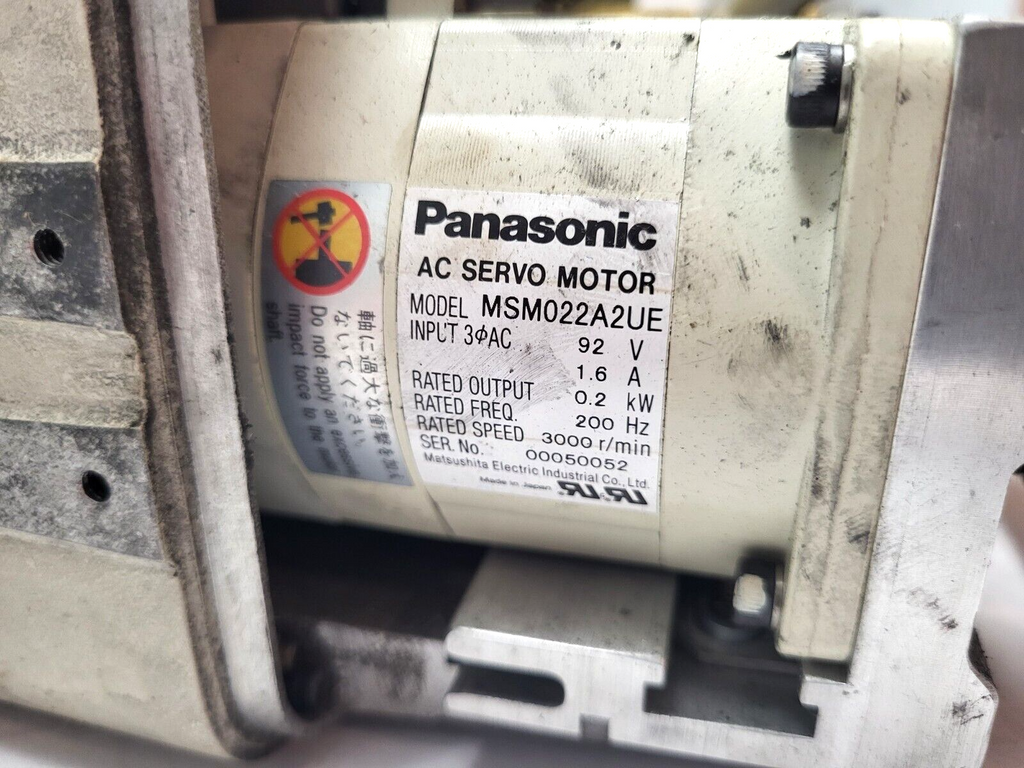 Panasonic
AC SERVO MOTOR
MODEL MSM022A2UE
INPUT 3φAC 92 V
1.6 A
RATED OUTPUT 0.2 kW
RATED FREQ. 200 Hz
RATED SPEED 3000 r/min
SER. No. 00050052
Matsushita Electric Industrial Co., Ltd.
Made in Japan
軸に過大な衝撃を加え
ないでください
Do not apply an excessive
impact force to the motor
shaft.